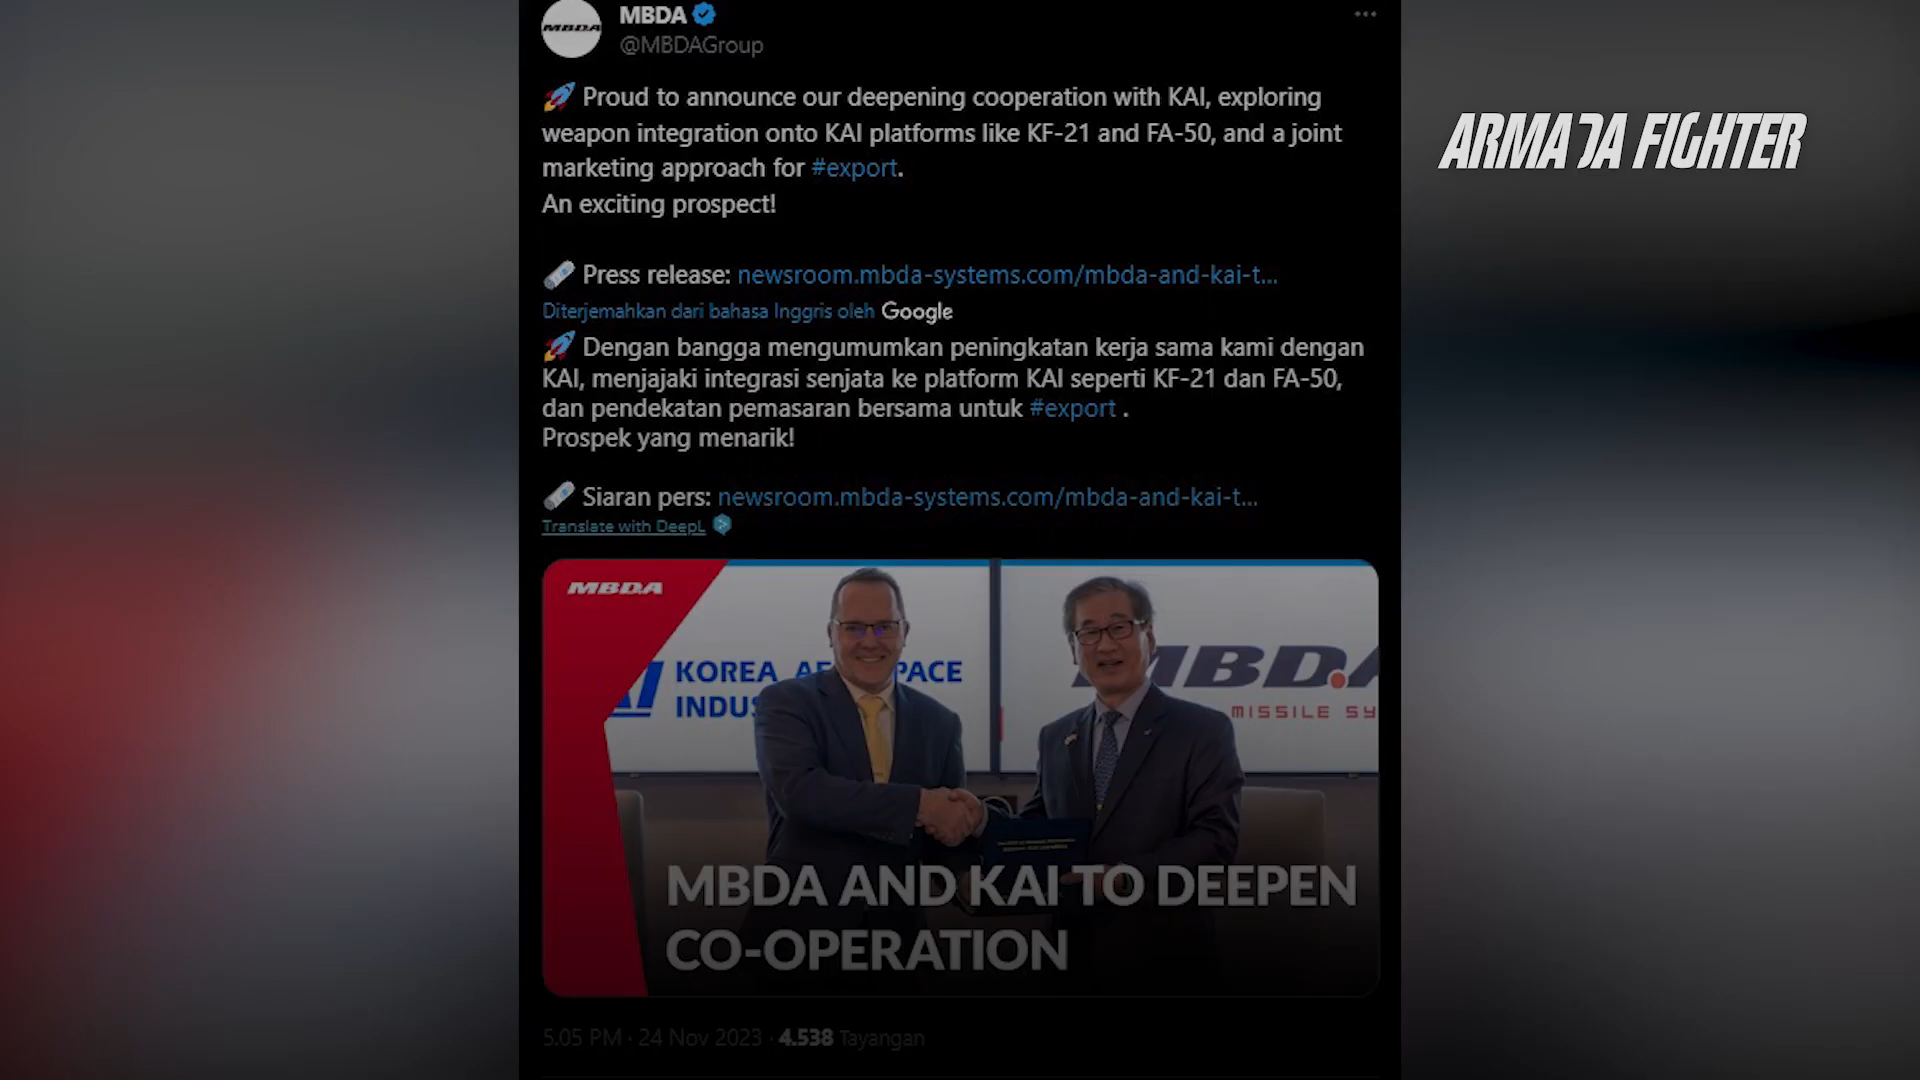 MBDA
MBDA
@MBDAGroup
🚀 Proud to announce our deepening cooperation with KAI, exploring
weapon integration onto KAI platforms like KF-21 and FA-50, and a joint
marketing approach for #export.
An exciting prospect!
🗞️ Press release: newsroom.mbda-systems.com/mbda-and-kai-t...
Diterjemahkan dari bahasa Inggris oleh Google
🚀 Dengan bangga mengumumkan peningkatan kerja sama kami dengan
KAI, menjajaki integrasi senjata ke platform KAI seperti KF-21 dan FA-50,
dan pendekatan pemasaran bersama untuk #export .
Prospek yang menarik!
🗞️ Siaran pers: newsroom.mbda-systems.com/mbda-and-kai-t...
Translate with DeepL
MBDA
KOREA
INDUS
MBDA
MISSILE SY
MBDA AND KAI TO DEEPEN
CO-OPERATION
5.05 PM · 24 Nov 2023 · 4.538 Tayangan
ARMADA FIGHTER